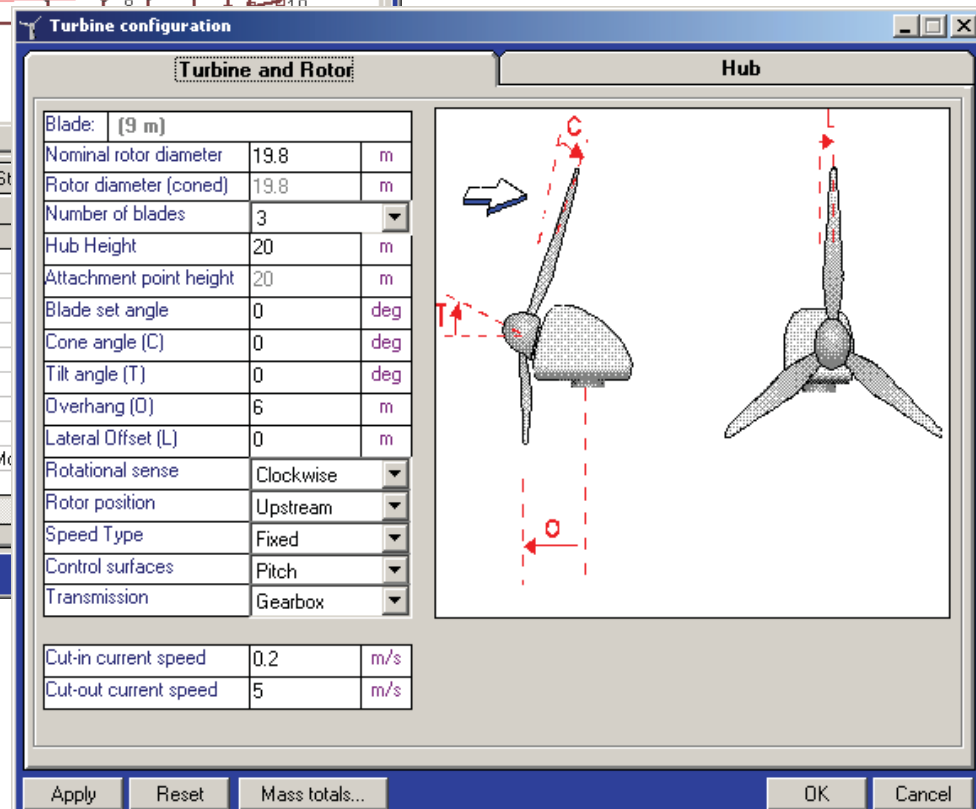 8 10
Turbine configuration
Turbine and Rotor Hub
Blade: (9 m)
Nominal rotor diameter 19.8 m
Rotor diameter (coned) 19.8 m
Number of blades 3
Hub Height 20 m
Attachment point height 20 m
Blade set angle 0 deg
Cone angle (C) 0 deg
Tilt angle (T) 0 deg
Overhang (O) 6 m
Lateral Offset (L) 0 m
Rotational sense Clockwise
Rotor position Upstream
Speed Type Fixed
Control surfaces Pitch
Transmission Gearbox
Cut-in current speed 0.2 m/s
Cut-out current speed 5 m/s
C
L
T
O
Apply Reset Mass totals... OK Cancel